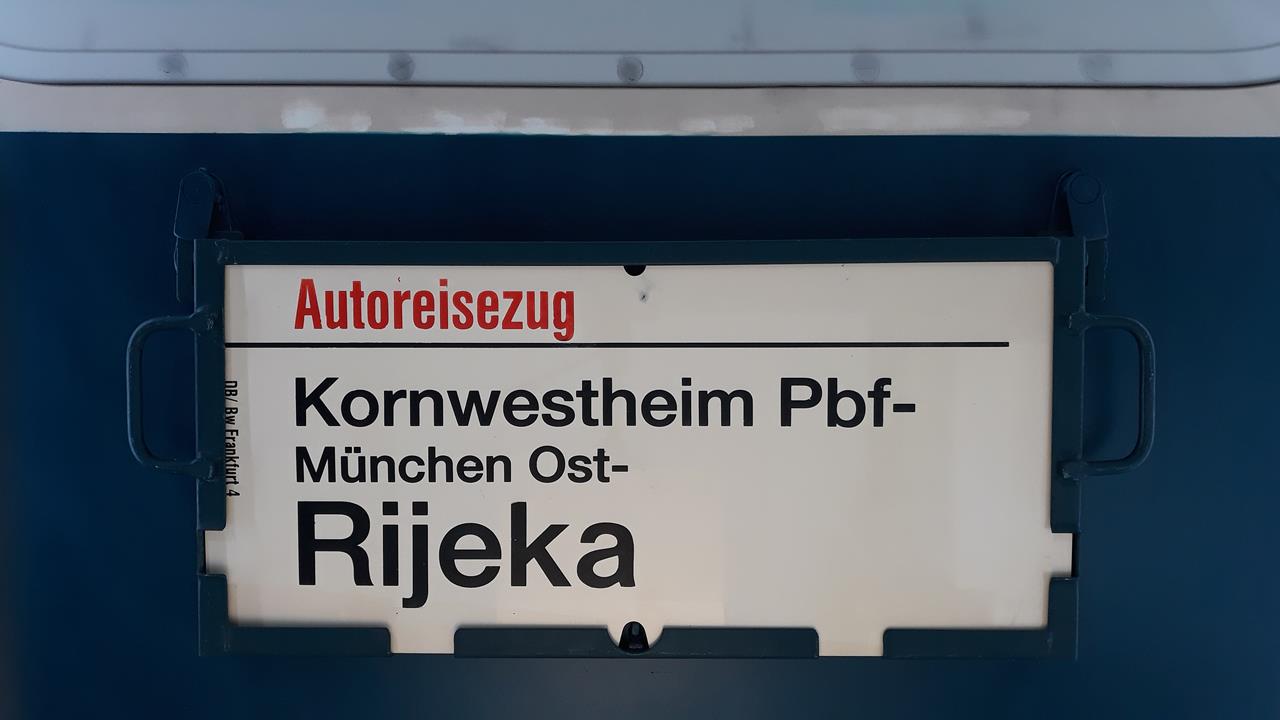 Autoreisezug
Kornwestheim Pbf-
München Ost-
Rijeka
DB/ Bw Frankfurt 4